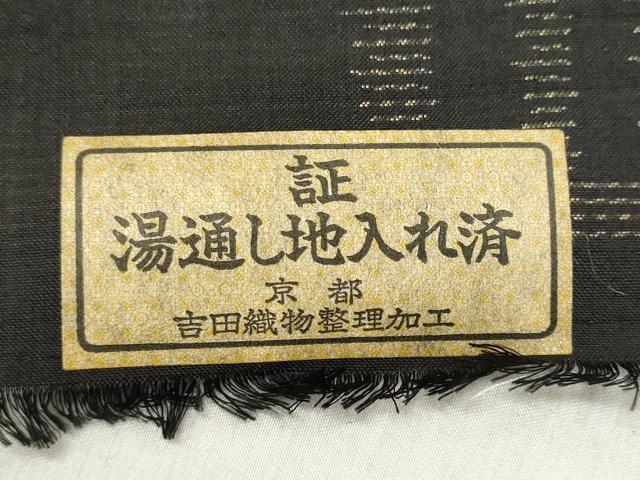 証
湯通し地入れ済
京都
吉田織物整理加工